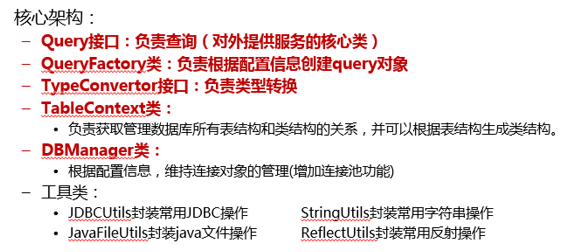 核心架构：
– Query接口：负责查询（对外提供服务的核心类）
– QueryFactory类：负责根据配置信息创建query对象
– TypeConvertor接口：负责类型转换
– TableContext类：
• 负责获取管理数据库所有表结构和类结构的关系，并可以根据表结构生成类结构。
– DBManager类：
• 根据配置信息，维持连接对象的管理(增加连接池功能)
– 工具类：
• JDBCUtils封装常用JDBC操作 StringUtils封装常用字符串操作
• JavaFileUtils封装java文件操作 ReflectUtils封装常用反射操作